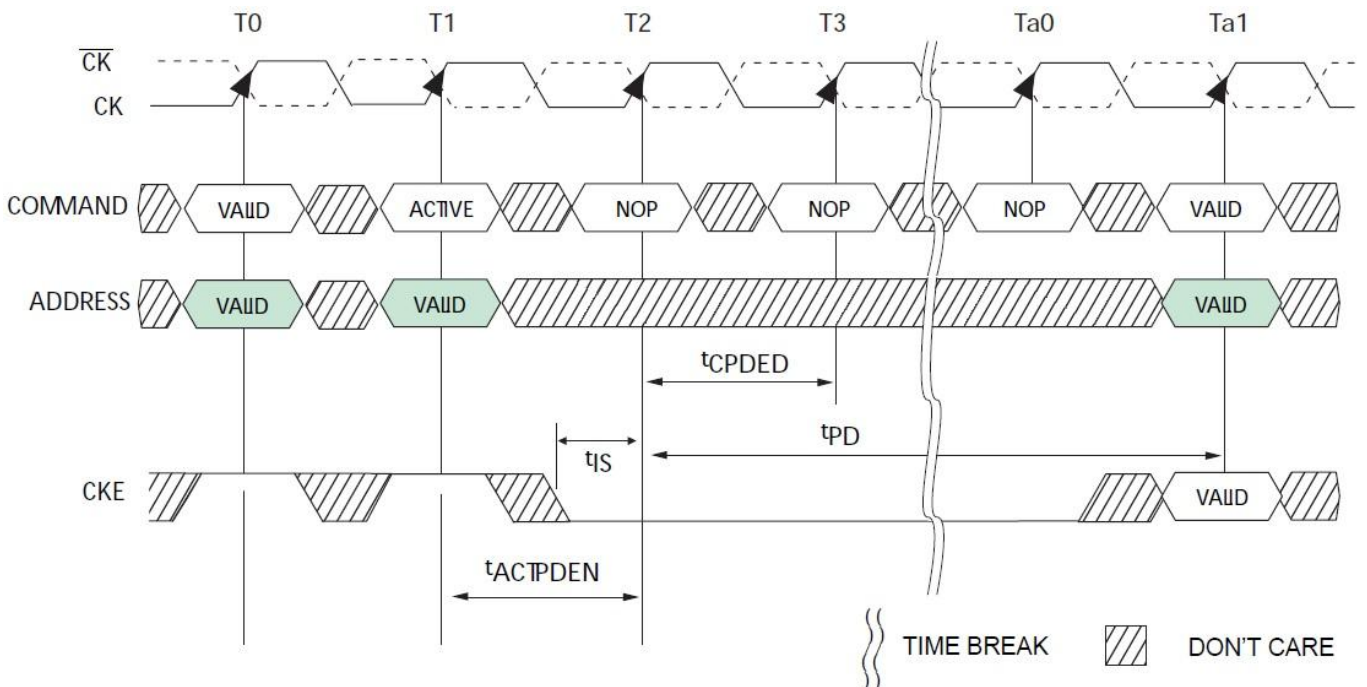 T0 T1 T2 T3 Ta0 Ta1
CK
CK
COMMAND VALID ACTIVE NOP NOP NOP VALID
ADDRESS VALID VALID VALID
tCPDED
tIS tPD
CKE VALID
tACTPDEN
TIME BREAK DON'T CARE